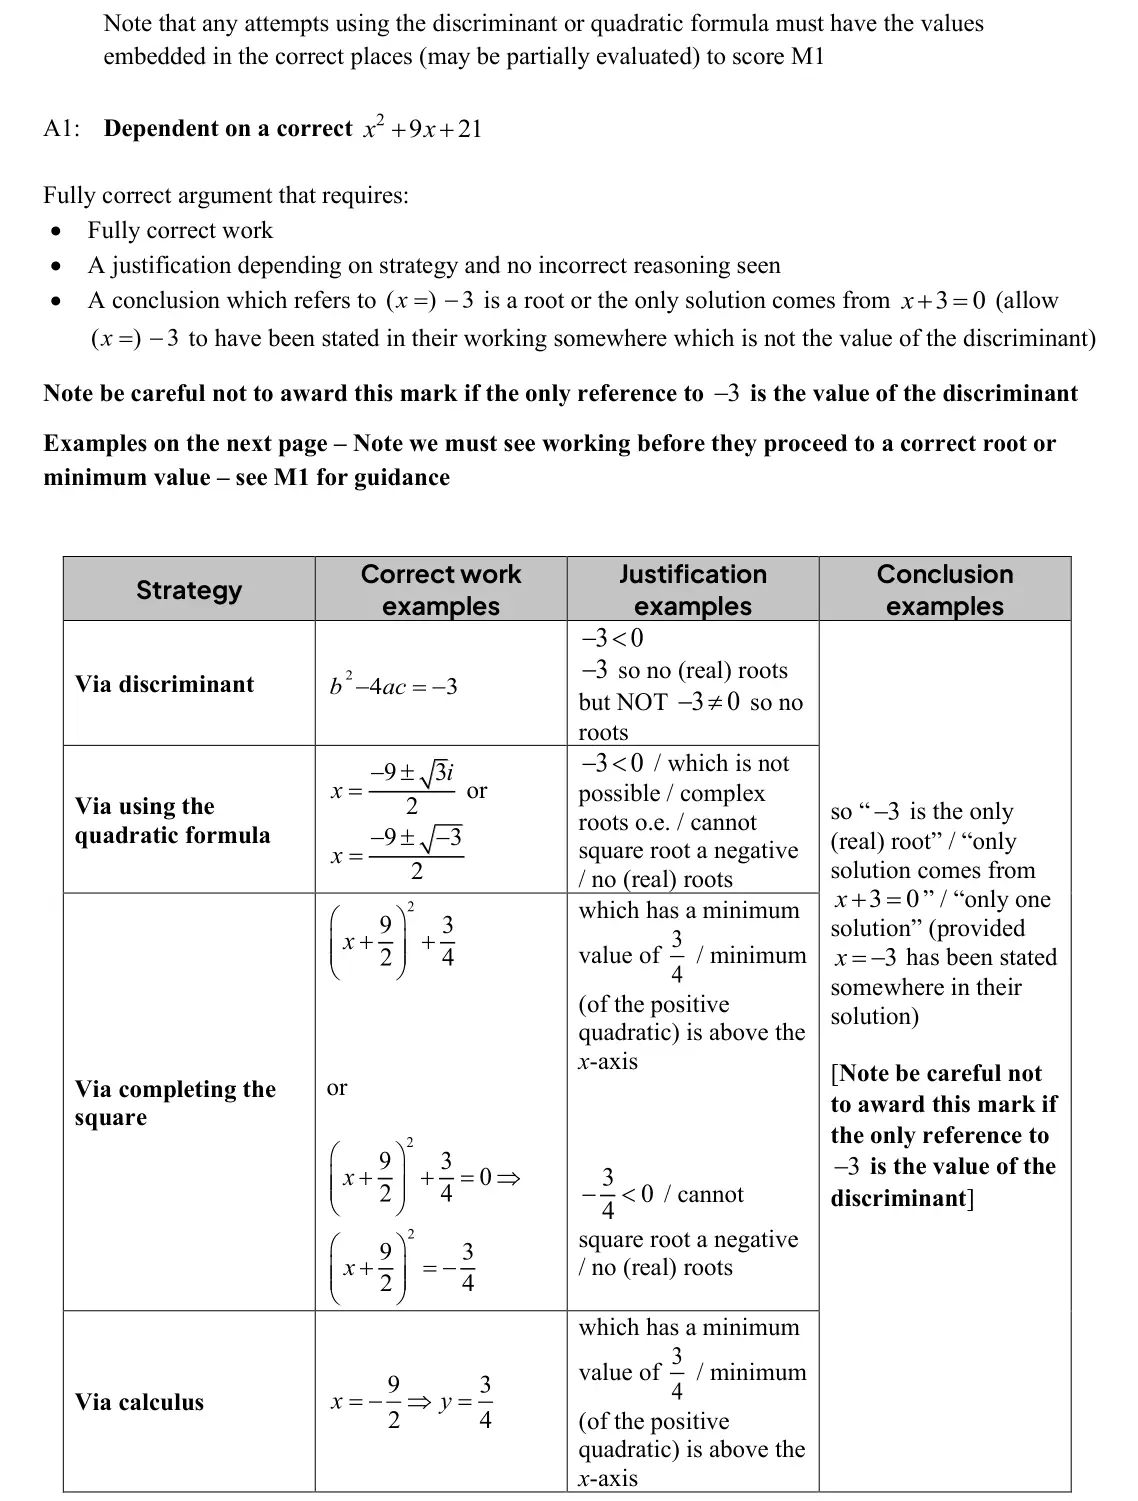 Note that any attempts using the discriminant or quadratic formula must have the values
embedded in the correct places (may be partially evaluated) to score M1
A1: Dependent on a correct x² + 9x + 21
Fully correct argument that requires:
• Fully correct work
• A justification depending on strategy and no incorrect reasoning seen
• A conclusion which refers to (x =) −3 is a root or the only solution comes from x + 3 = 0 (allow
(x =) −3 to have been stated in their working somewhere which is not the value of the discriminant)
Note be careful not to award this mark if the only reference to −3 is the value of the discriminant
Examples on the next page – Note we must see working before they proceed to a correct root or
minimum value – see M1 for guidance
Strategy
Correct work
examples
Justification
examples
Conclusion
examples
Via discriminant
b² − 4ac = −3
−3 < 0
−3 so no (real) roots
but NOT −3 ≠ 0 so no
roots
Via using the
quadratic formula
x = (−9 ± √3i)/2 or
x = (−9 ± √−3)/2
−3 < 0 / which is not
possible / complex
roots o.e. / cannot
square root a negative
/ no (real) roots
Via completing the
square
(x + 9/2)² + 3/4
or
(x + 9/2)² + 3/4 = 0 ⇒
(x + 9/2)² = −3/4
which has a minimum
value of 3/4 / minimum
(of the positive
quadratic) is above the
x-axis
−3/4 < 0 / cannot
square root a negative
/ no (real) roots
Via calculus
x = −9/2 ⇒ y = 3/4
which has a minimum
value of 3/4 / minimum
(of the positive
quadratic) is above the
x-axis
so “−3 is the only
(real) root” / “only
solution comes from
x + 3 = 0” / “only one
solution” (provided
x = −3 has been stated
somewhere in their
solution)
[Note be careful not
to award this mark if
the only reference to
−3 is the value of the
discriminant]